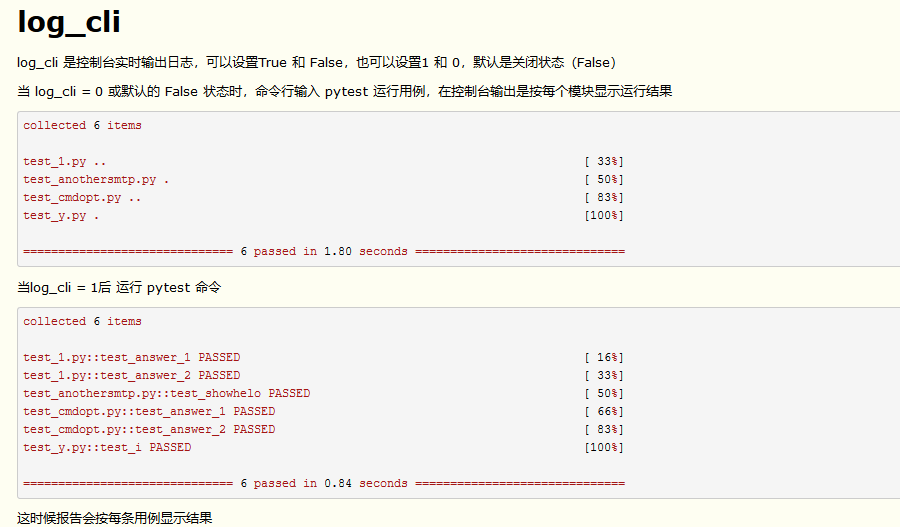 log_cli
log_cli 是控制台实时输出日志，可以设置True 和 False，也可以设置1 和 0，默认是关闭状态（False）
当 log_cli = 0 或默认的 False 状态时，命令行输入 pytest 运行用例，在控制台输出是按每个模块显示运行结果
collected 6 items
test_1.py .. [ 33%]
test_anothersmtp.py . [ 50%]
test_cmdopt.py .. [ 83%]
test_y.py . [100%]
============================== 6 passed in 1.80 seconds ==============================
当log_cli = 1后 运行 pytest 命令
collected 6 items
test_1.py::test_answer_1 PASSED [ 16%]
test_1.py::test_answer_2 PASSED [ 33%]
test_anothersmtp.py::test_showhelo PASSED [ 50%]
test_cmdopt.py::test_answer_1 PASSED [ 66%]
test_cmdopt.py::test_answer_2 PASSED [ 83%]
test_y.py::test_i PASSED [100%]
============================== 6 passed in 0.84 seconds ==============================
这时候报告会按每条用例显示结果